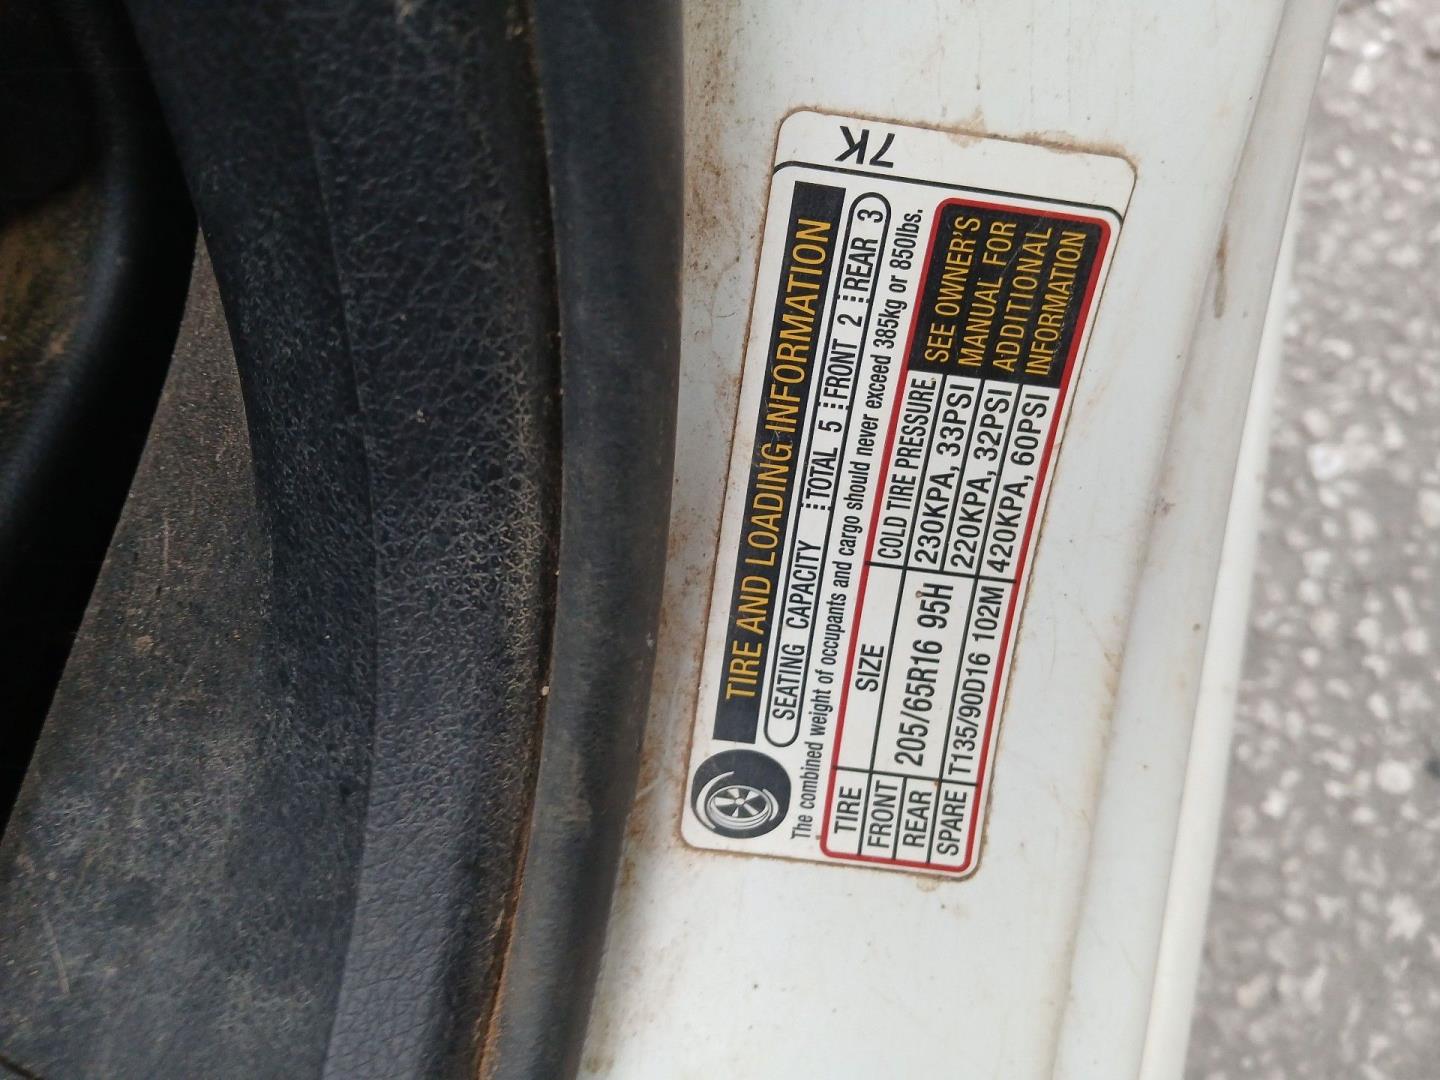 7K
TIRE AND LOADING INFORMATION
SEATING CAPACITY TOTAL 5 FRONT 2 REAR 3
The combined weight of occupants and cargo should never exceed 385kg or 850lbs.
TIRE SIZE COLD TIRE PRESSURE
FRONT 205/65R16 95H 230KPA, 33PSI
REAR 220KPA, 32PSI
SPARE T135/90D16 102M 420KPA, 60PSI
SEE OWNER'S
MANUAL FOR
ADDITIONAL
INFORMATION